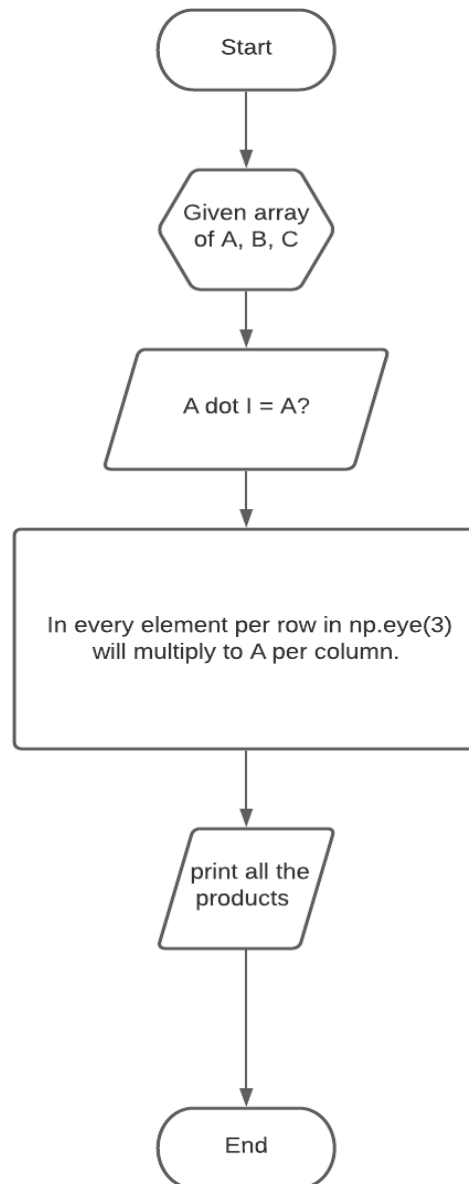 Start
Given array
of A, B, C
A dot I = A?
In every element per row in np.eye(3)
will multiply to A per column.
print all the
products
End